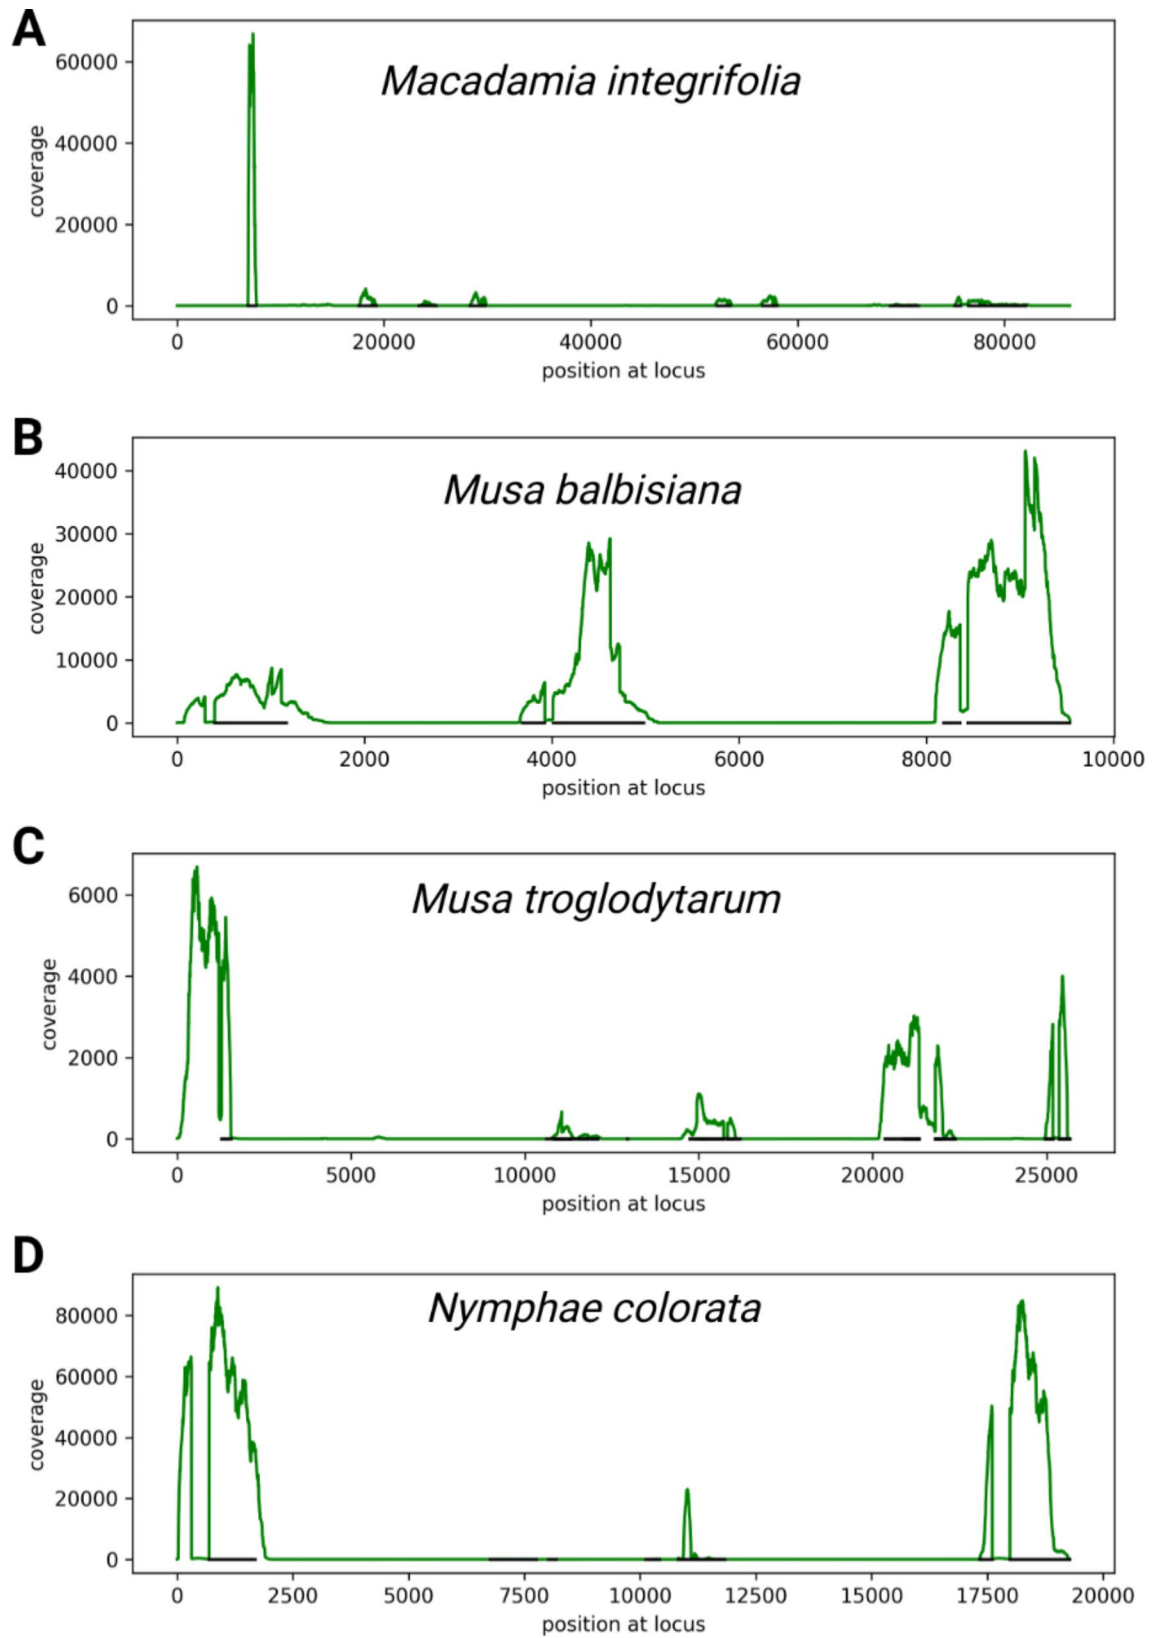 A
Macadamia integrifolia
coverage
60000
40000
20000
0
0 20000 40000 60000 80000
position at locus
B
Musa balbisiana
coverage
40000
30000
20000
10000
0
0 2000 4000 6000 8000 10000
position at locus
C
Musa troglodytarum
coverage
6000
4000
2000
0
0 5000 10000 15000 20000 25000
position at locus
D
Nymphae colorata
coverage
80000
60000
40000
20000
0
0 2500 5000 7500 10000 12500 15000 17500 20000
position at locus